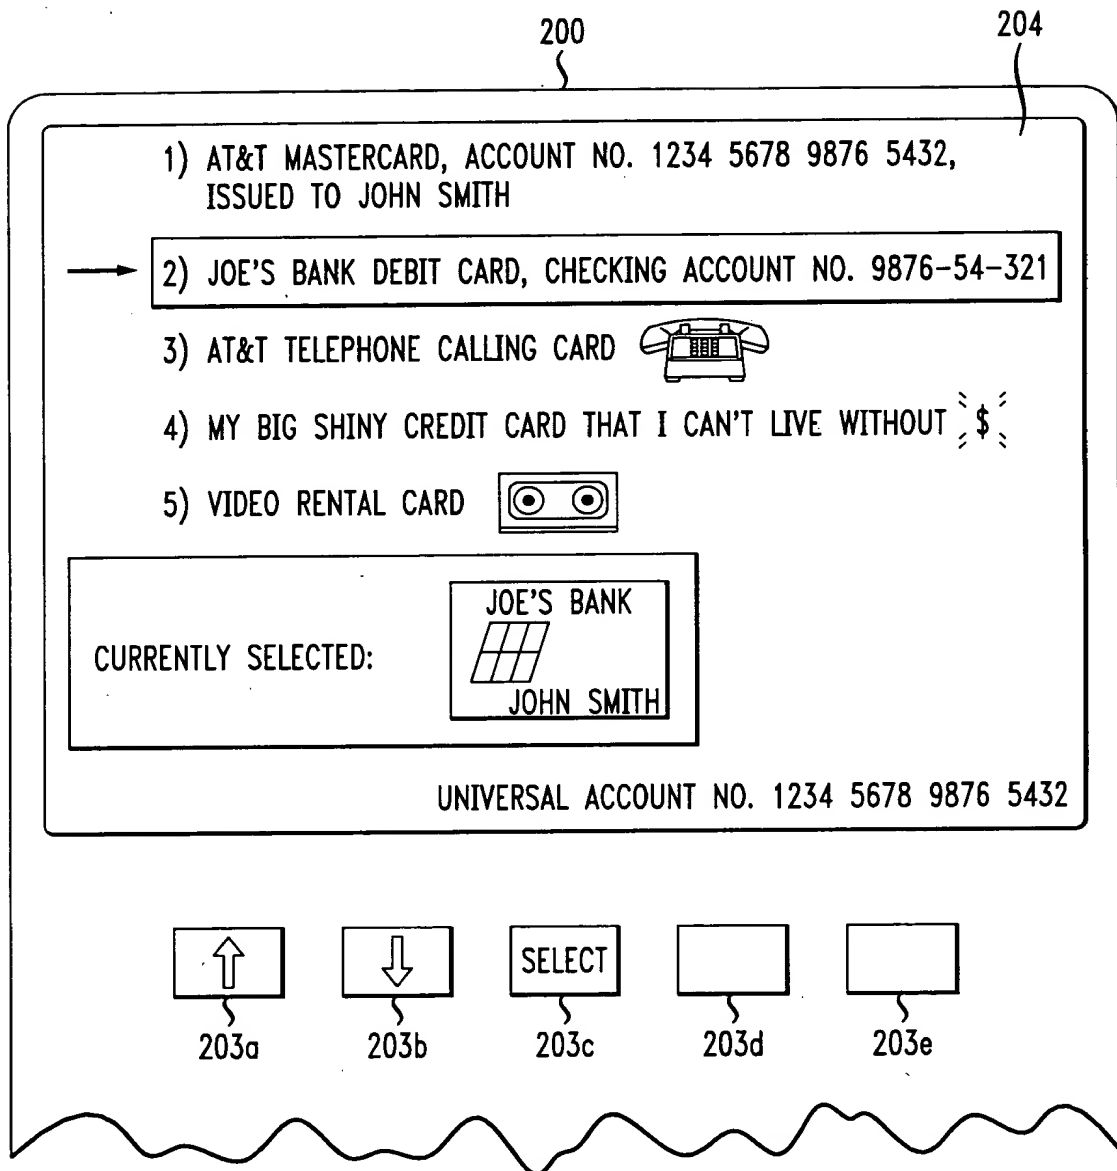 200
204
1) AT&T MASTERCARD, ACCOUNT NO. 1234 5678 9876 5432,
ISSUED TO JOHN SMITH
2) JOE'S BANK DEBIT CARD, CHECKING ACCOUNT NO. 9876-54-321
3) AT&T TELEPHONE CALLING CARD
4) MY BIG SHINY CREDIT CARD THAT I CAN'T LIVE WITHOUT $
5) VIDEO RENTAL CARD
JOE'S BANK
CURRENTLY SELECTED:
JOHN SMITH
UNIVERSAL ACCOUNT NO. 1234 5678 9876 5432
SELECT
203a 203b 203c 203d 203e